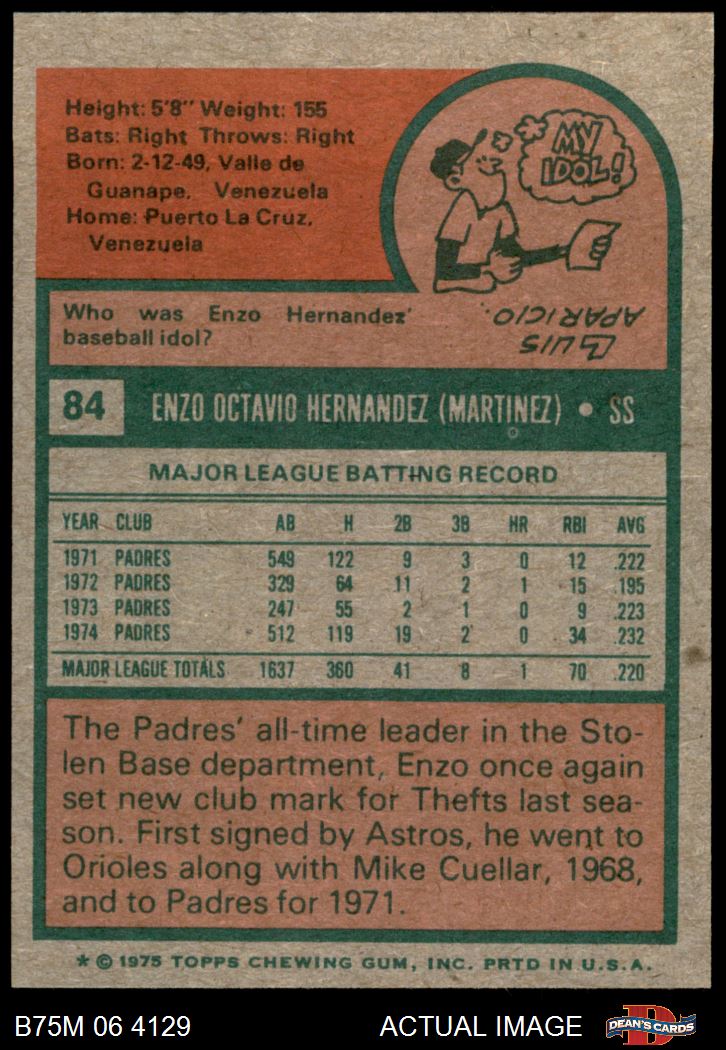 Height: 5'8" Weight: 155
Bats: Right Throws: Right
Born: 2-12-49, Valle de
Guanape, Venezuela
Home: Puerto La Cruz,
Venezuela
MY
IDOL!
Who was Enzo Hernandez'
baseball idol?
LUIS
APARICIO.
84 ENZO OCTAVIO HERNANDEZ (MARTINEZ) • SS
MAJOR LEAGUE BATTING RECORD
YEAR CLUB AB H 2B 3B HR RBI AVG
1971 PADRES 549 122 9 3 0 12 .222
1972 PADRES 329 64 11 2 1 15 .195
1973 PADRES 247 55 2 1 0 9 .223
1974 PADRES 512 119 19 2 0 34 .232
MAJOR LEAGUE TOTALS 1637 360 41 8 1 70 .220
The Padres' all-time leader in the Sto-
len Base department, Enzo once again
set new club mark for Thefts last sea-
son. First signed by Astros, he went to
Orioles along with Mike Cuellar, 1968,
and to Padres for 1971.
* © 1975 TOPPS CHEWING GUM, INC. PRTD IN U.S.A.
B75M 06 4129 ACTUAL IMAGE D DEAN'S CARDS